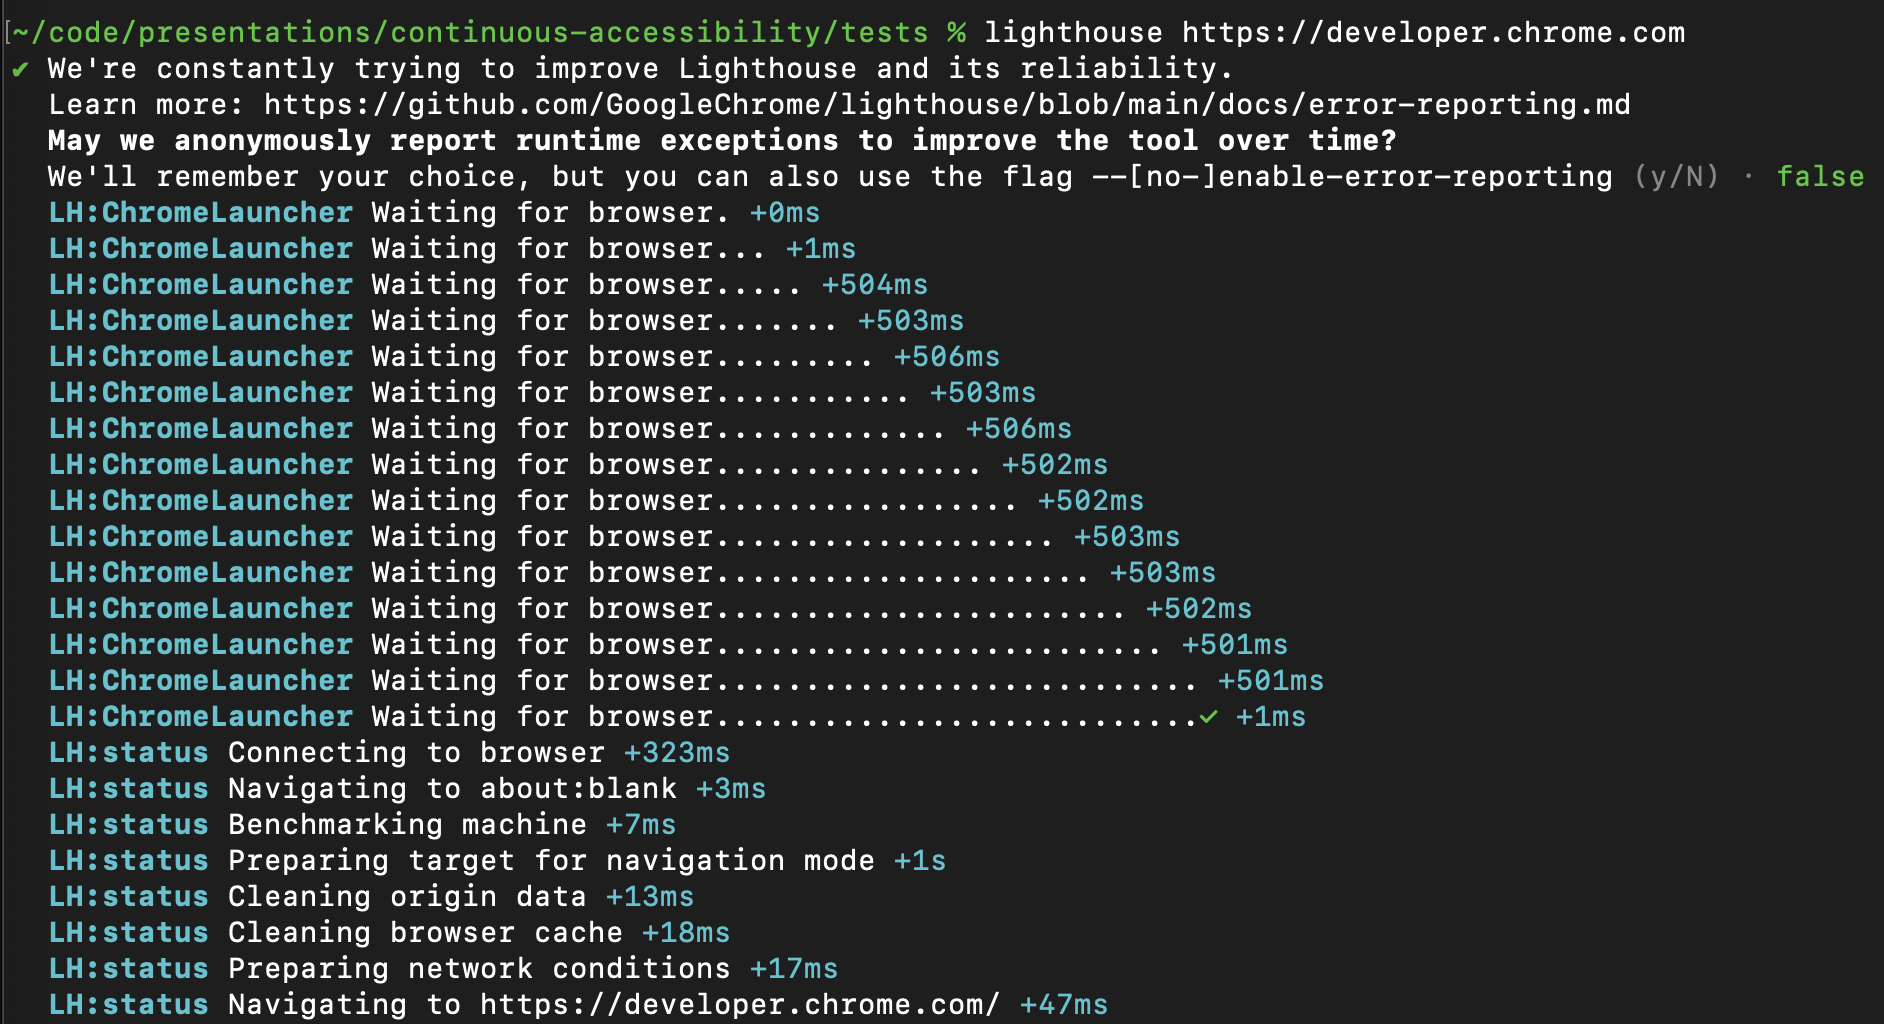 [~/code/presentations/continuous-accessibility/tests % lighthouse https://developer.chrome.com
✔ We're constantly trying to improve Lighthouse and its reliability.
Learn more: https://github.com/GoogleChrome/lighthouse/blob/main/docs/error-reporting.md
May we anonymously report runtime exceptions to improve the tool over time?
We'll remember your choice, but you can also use the flag --[no-]enable-error-reporting (y/N) · false
LH:ChromeLauncher Waiting for browser. +0ms
LH:ChromeLauncher Waiting for browser... +1ms
LH:ChromeLauncher Waiting for browser..... +504ms
LH:ChromeLauncher Waiting for browser....... +503ms
LH:ChromeLauncher Waiting for browser......... +506ms
LH:ChromeLauncher Waiting for browser........... +503ms
LH:ChromeLauncher Waiting for browser............. +506ms
LH:ChromeLauncher Waiting for browser............... +502ms
LH:ChromeLauncher Waiting for browser................. +502ms
LH:ChromeLauncher Waiting for browser................... +503ms
LH:ChromeLauncher Waiting for browser..................... +503ms
LH:ChromeLauncher Waiting for browser....................... +502ms
LH:ChromeLauncher Waiting for browser......................... +501ms
LH:ChromeLauncher Waiting for browser........................... +501ms
LH:ChromeLauncher Waiting for browser...........................✓ +1ms
LH:status Connecting to browser +323ms
LH:status Navigating to about:blank +3ms
LH:status Benchmarking machine +7ms
LH:status Preparing target for navigation mode +1s
LH:status Cleaning origin data +13ms
LH:status Cleaning browser cache +18ms
LH:status Preparing network conditions +17ms
LH:status Navigating to https://developer.chrome.com/ +47ms